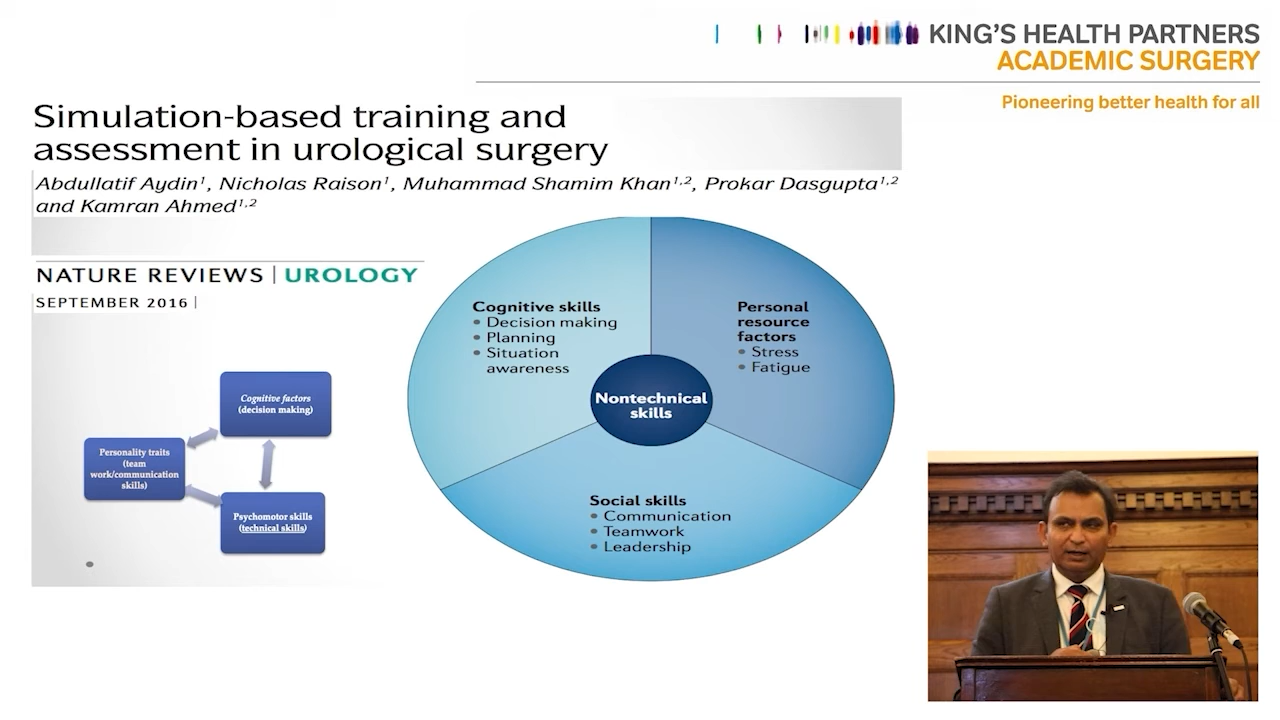 KING'S HEALTH PARTNERS
ACADEMIC SURGERY
Pioneering better health for all
Simulation-based training and
assessment in urological surgery
Abdullatif Aydin1, Nicholas Raison1, Muhammad Shamim Khan1,2, Prokar Dasgupta1,2
and Kamran Ahmed1,2
NATURE REVIEWS | UROLOGY
SEPTEMBER 2016 |
Cognitive factors
(decision making)
Personality traits
(team
work/communication
skills)
Psychomotor skills
(technical skills)
Cognitive skills
• Decision making
• Planning
• Situation
awareness
Personal
resource
factors
• Stress
• Fatigue
Nontechnical
skills
Social skills
• Communication
• Teamwork
• Leadership